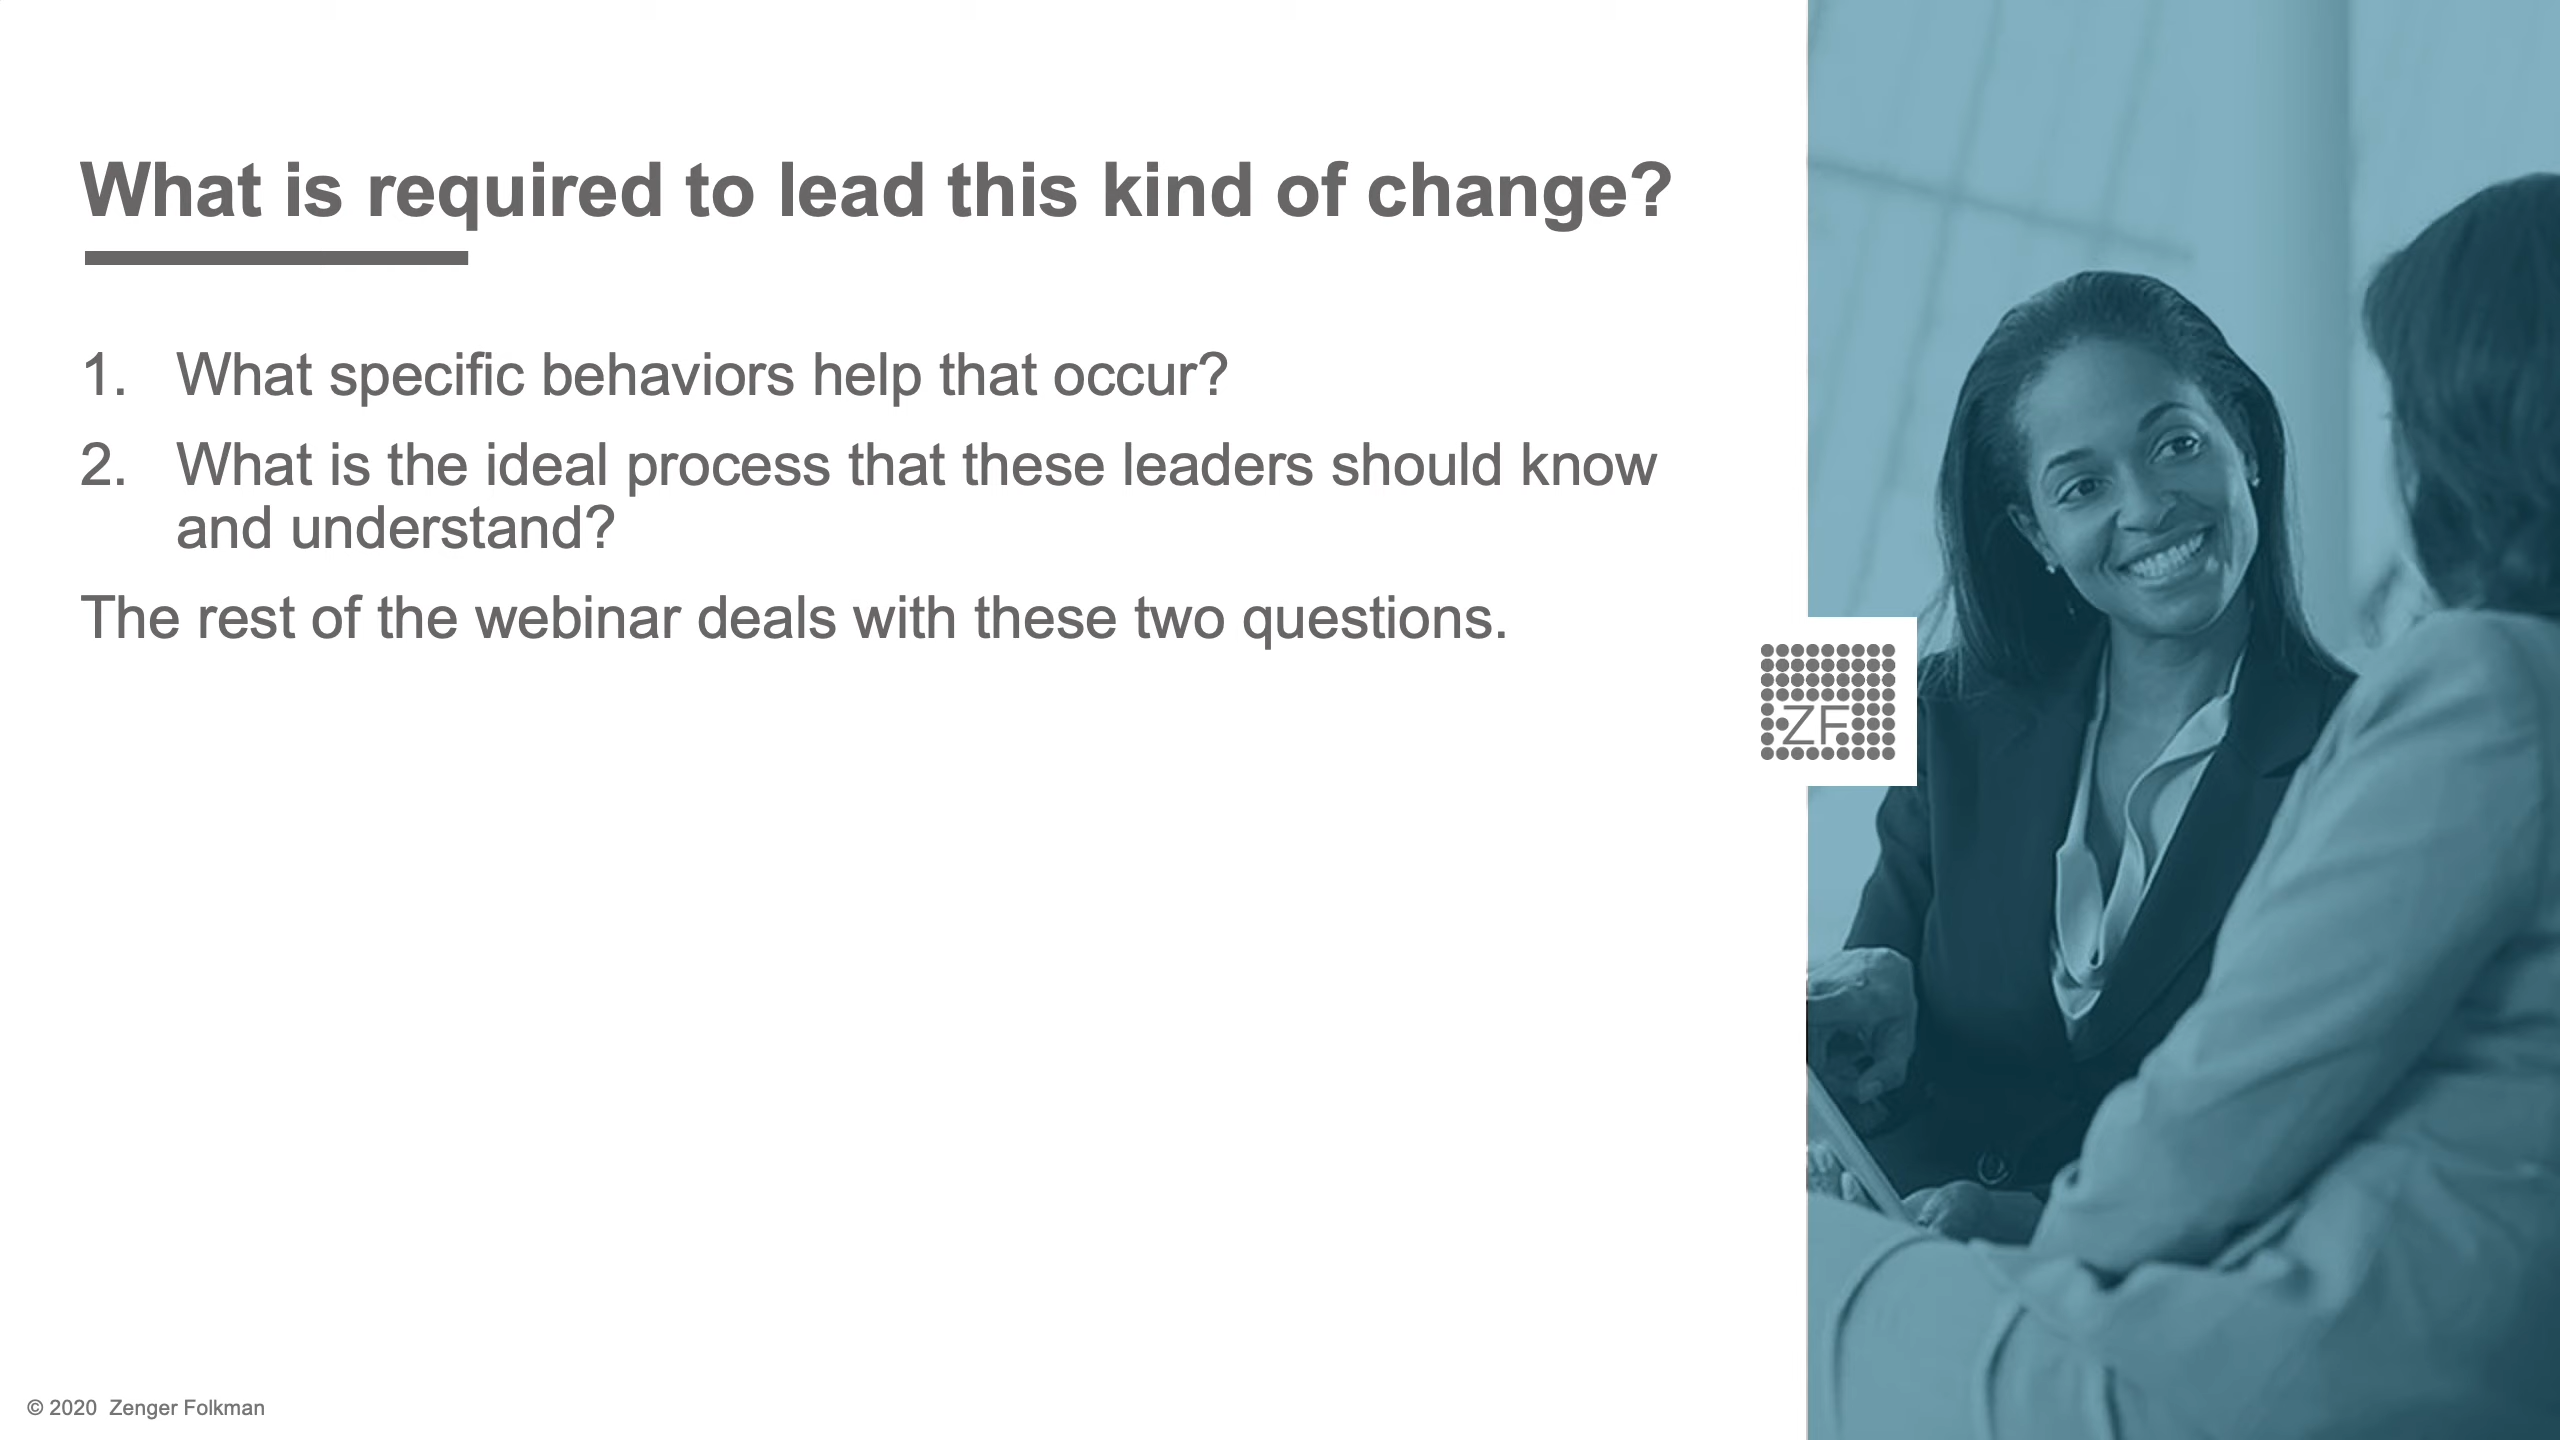 What is required to lead this kind of change?
1. What specific behaviors help that occur?
2. What is the ideal process that these leaders should know
and understand?
The rest of the webinar deals with these two questions.
ZF
© 2020 Zenger Folkman